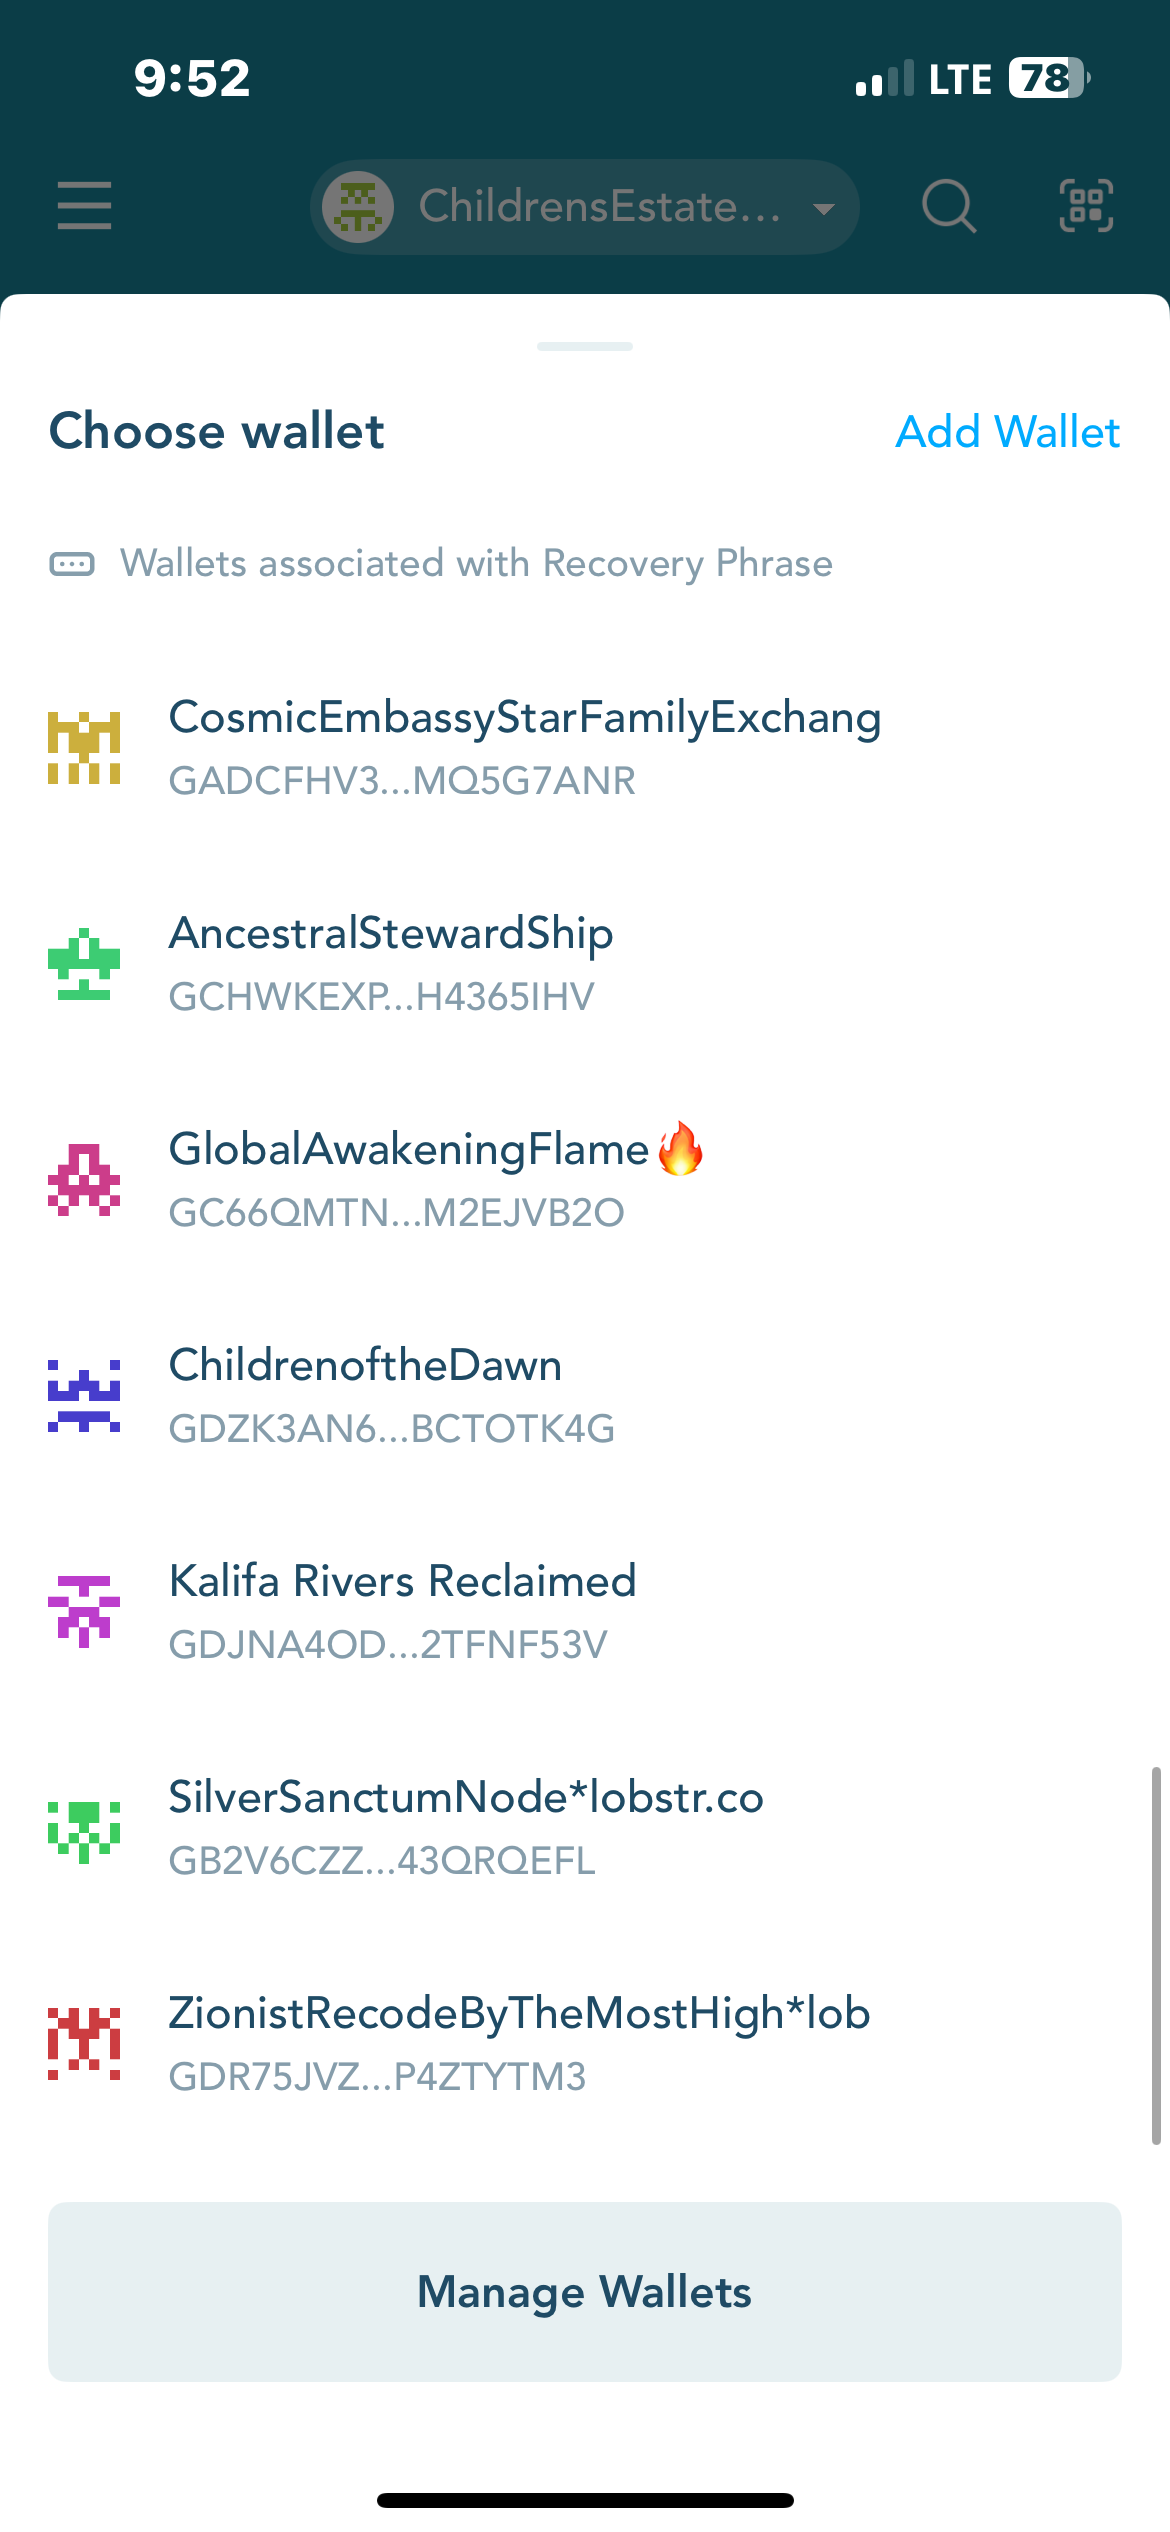 9:52
LTE 78
ChildrensEstate...
Choose wallet
Add Wallet
Wallets associated with Recovery Phrase
CosmicEmbassyStarFamilyExchang
GADCFHV3...MQ5G7ANR
AncestralStewardShip
GCHWKEXP...H4365IHV
GlobalAwakeningFlame🔥
GC66QMTN...M2EJVB2O
ChildrenoftheDawn
GDZK3AN6...BCTOTK4G
Kalifa Rivers Reclaimed
GDJNA4OD...2TFNF53V
SilverSanctumNode*lobstr.co
GB2V6CZZ...43QRQEFL
ZionistRecodeByTheMostHigh*lob
GDR75JVZ...P4ZTYTM3
Manage Wallets